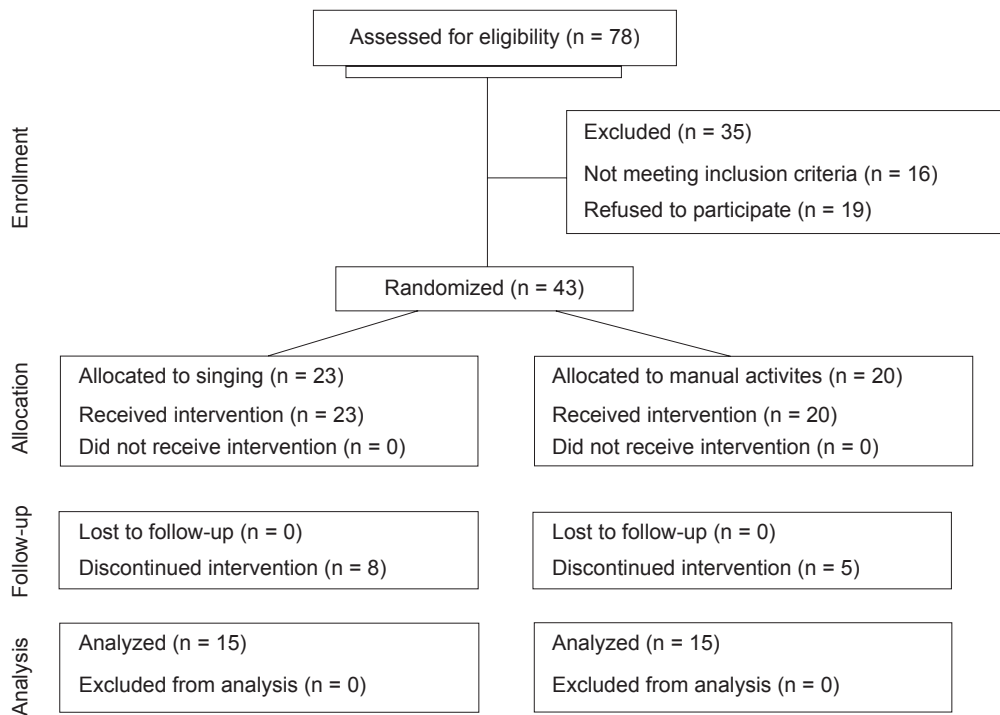 Assessed for eligibility (n = 78)
Enrollment
Excluded (n = 35)
Not meeting inclusion criteria (n = 16)
Refused to participate (n = 19)
Randomized (n = 43)
Allocation
Allocated to singing (n = 23)
Received intervention (n = 23)
Did not receive intervention (n = 0)
Allocated to manual activites (n = 20)
Received intervention (n = 20)
Did not receive intervention (n = 0)
Follow-up
Lost to follow-up (n = 0)
Discontinued intervention (n = 8)
Lost to follow-up (n = 0)
Discontinued intervention (n = 5)
Analysis
Analyzed (n = 15)
Excluded from analysis (n = 0)
Analyzed (n = 15)
Excluded from analysis (n = 0)